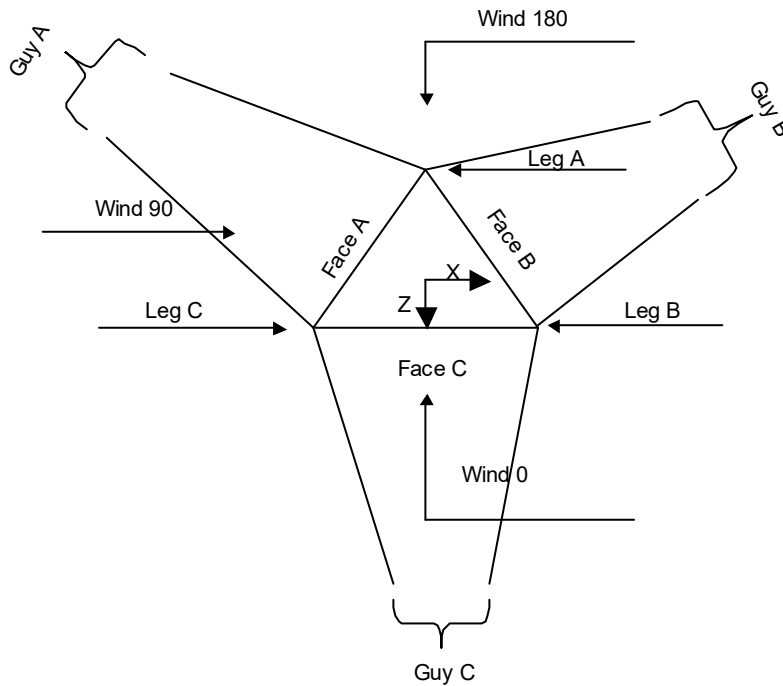 Wind 180
Guy A
Guy B
Leg A
Wind 90
Face A
Face B
X
Z
Leg C
Leg B
Face C
Wind 0
Guy C